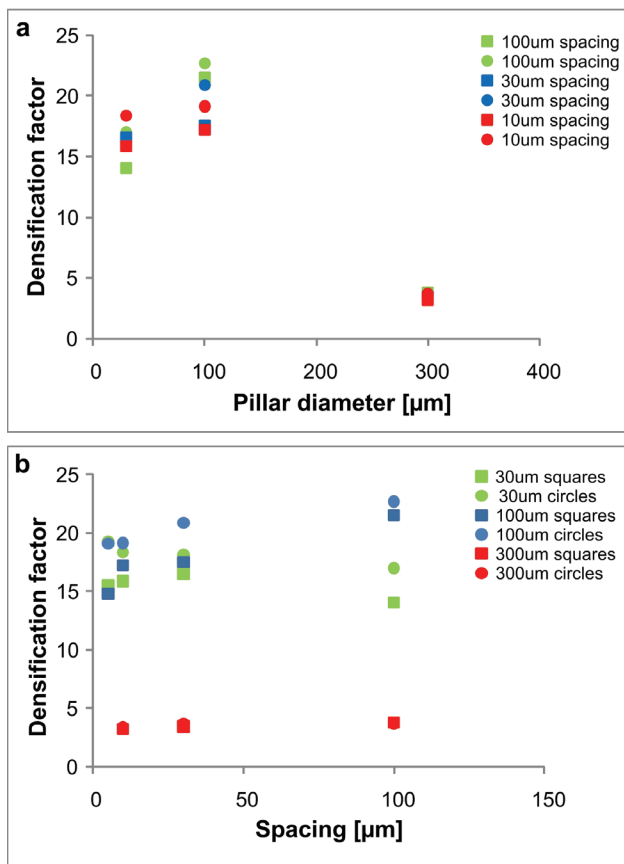 a
25
20
15
10
5
0
Densification factor
0 100 200 300 400
Pillar diameter [µm]
100um spacing
100um spacing
30um spacing
30um spacing
10um spacing
10um spacing
b
25
20
15
10
5
0
Densification factor
0 50 100 150
Spacing [µm]
30um squares
30um circles
100um squares
100um circles
300um squares
300um circles